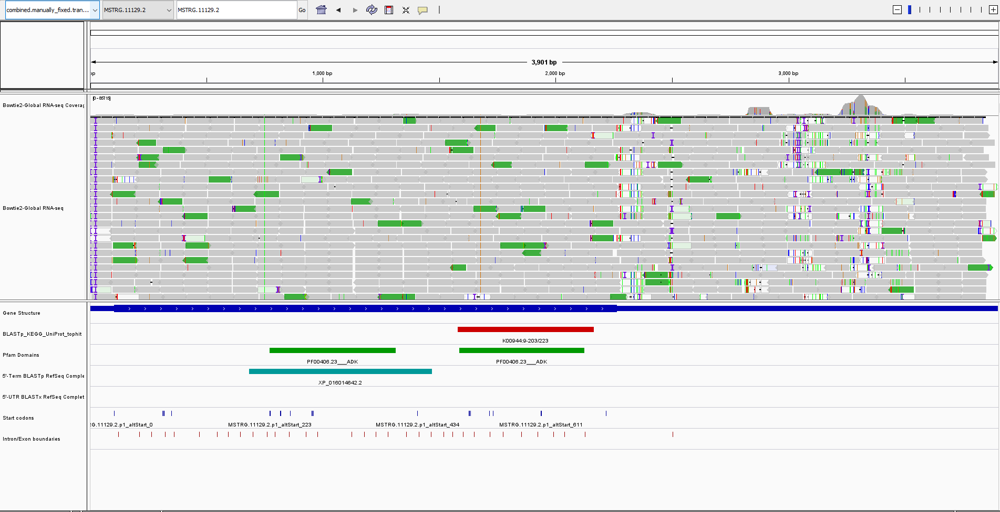 combined.manually_fixed.tran... MSTRG.11129.2 MSTRG.11129.2 Go
3,901 bp
bp 1,000 bp 2,000 bp 3,000 bp
[0 - 85715]
Bowtie2-Global RNA-seq Coverag
Bowtie2-Global RNA-seq
Gene Structure
BLASTp_KEGG_UniProt_tophit
K00944:9-203/223
Pfam Domains
PF00406.23___ADK PF00406.23___ADK
5'-Term BLASTp RefSeq Comple
XP_016014642.2
5'-UTR BLASTx RefSeq Complet
Start codons
RG.11129.2.p1_altStart_0 MSTRG.11129.2.p1_altStart_223 MSTRG.11129.2.p1_altStart_434 MSTRG.11129.2.p1_altStart_611
Intron/Exon boundaries